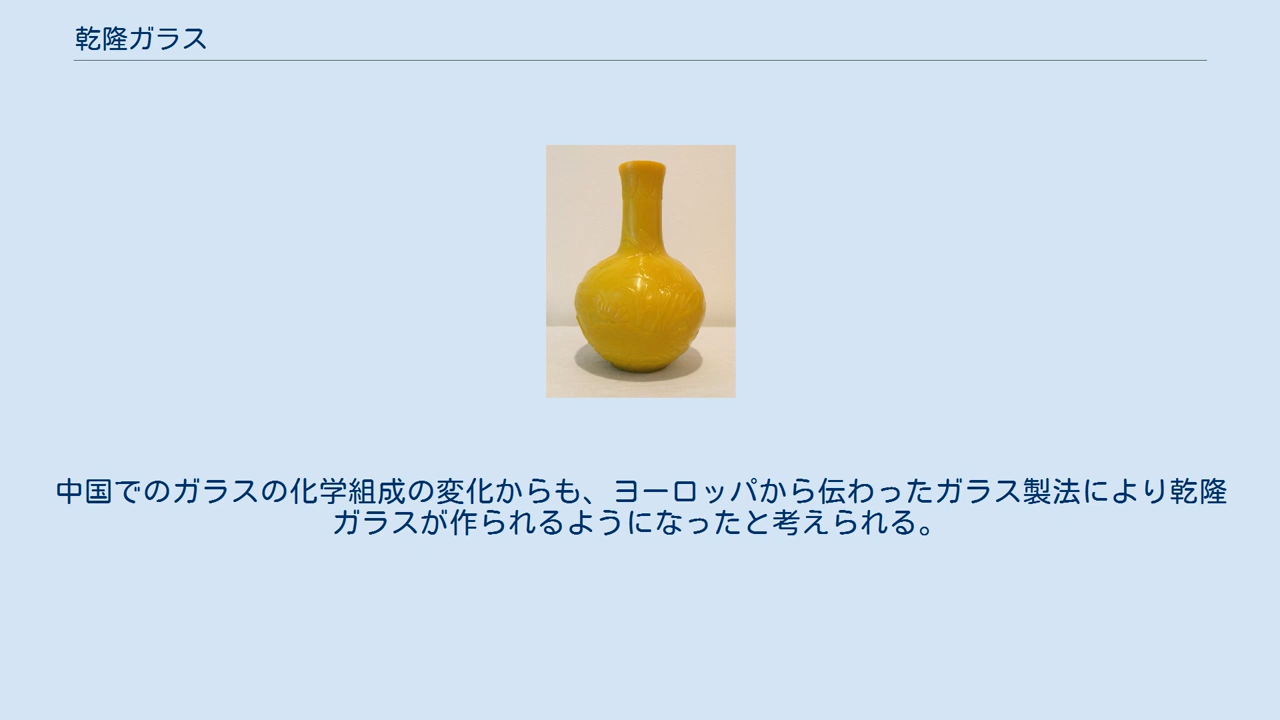 乾隆ガラス
中国でのガラスの化学組成の変化からも、ヨーロッパから伝わったガラス製法により乾隆
ガラスが作られるようになったと考えられる。